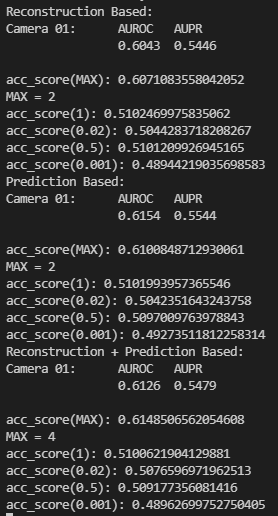 Reconstruction Based:
Camera 01: AUROC AUPR
0.6043 0.5446
acc_score(MAX): 0.6071083558042052
MAX = 2
acc_score(1): 0.5102469975835062
acc_score(0.02): 0.5044283718208267
acc_score(0.5): 0.5101209926945165
acc_score(0.001): 0.48944219035698583
Prediction Based:
Camera 01: AUROC AUPR
0.6154 0.5544
acc_score(MAX): 0.6100848712930061
MAX = 2
acc_score(1): 0.5101993957365546
acc_score(0.02): 0.5042351643243758
acc_score(0.5): 0.5097009763978843
acc_score(0.001): 0.49273511812258314
Reconstruction + Prediction Based:
Camera 01: AUROC AUPR
0.6126 0.5479
acc_score(MAX): 0.6148506562054608
MAX = 4
acc_score(1): 0.5100621904129881
acc_score(0.02): 0.5076596971962513
acc_score(0.5): 0.509177356081416
acc_score(0.001): 0.48962699752750405